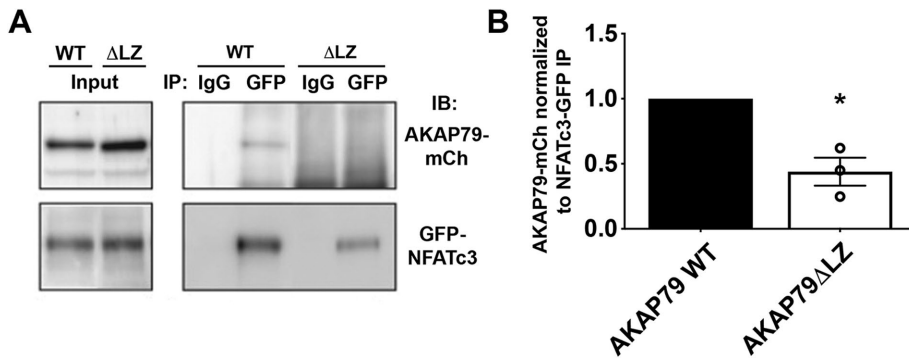 A
WT ΔLZ
Input
WT ΔLZ
IP: IgG GFP IgG GFP
IB:
AKAP79-
mCh
GFP-
NFATc3
B
AKAP79-mCh normalized
to NFATc3-GFP IP
1.5
1.0
0.5
0.0
*
AKAP79 WT
AKAP79ΔLZ